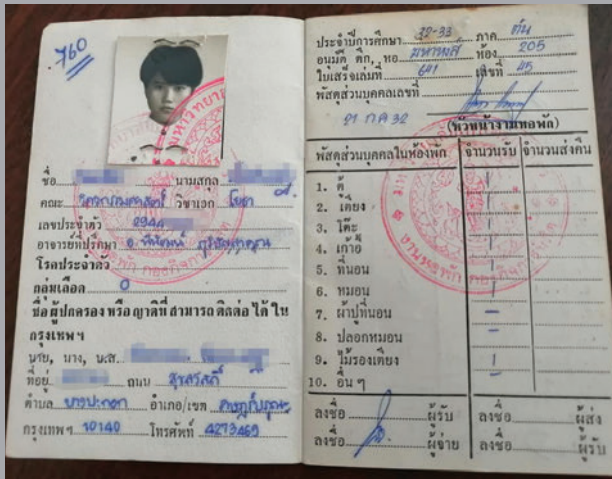 760
ชื่อ นามสกุล
คณะ วิศวกรรมศาสตร์ วิชาเอก โยธา
เลขประจำตัว 2944
อาจารย์ที่ปรึกษา อ.
โรคประจำตัว
กลุ่มเลือด O
ชื่อผู้ปกครองหรือญาติที่สามารถติดต่อได้ใน
กรุงเทพฯ
นาย, นาง, น.ส.
ที่อยู่ ถนน สุขสวัสดิ์
ตำบล บางปะกอก อำเภอ/เขต ราษฎร์บูรณะ
กรุงเทพฯ 10140 โทรศัพท์ 4273469
ประจำปีการศึกษา 32-33 ภาค ต้น
อนุมัติ ตึก, หอ มหาหงส์ ห้อง 205
ใบเสร็จเล่มที่ 641 เลขที่ 45
พัสดุส่วนบุคคลเลขที่
21 กค 32 (หัวหน้างานหอพัก)
พัสดุส่วนบุคคลในห้องพัก จำนวนรับ จำนวนส่งคืน
1. ตู้ /
2. เตียง /
3. โต๊ะ /
4. เก้าอี้ /
5. ที่นอน /
6. หมอน /
7. ผ้าปูที่นอน -
8. ปลอกหมอน -
9. ไม้รองเตียง /
10. อื่น ๆ -
ลงชื่อ ผู้รับ ลงชื่อ ผู้ส่ง
ลงชื่อ ผู้จ่าย ลงชื่อ ผู้รับ